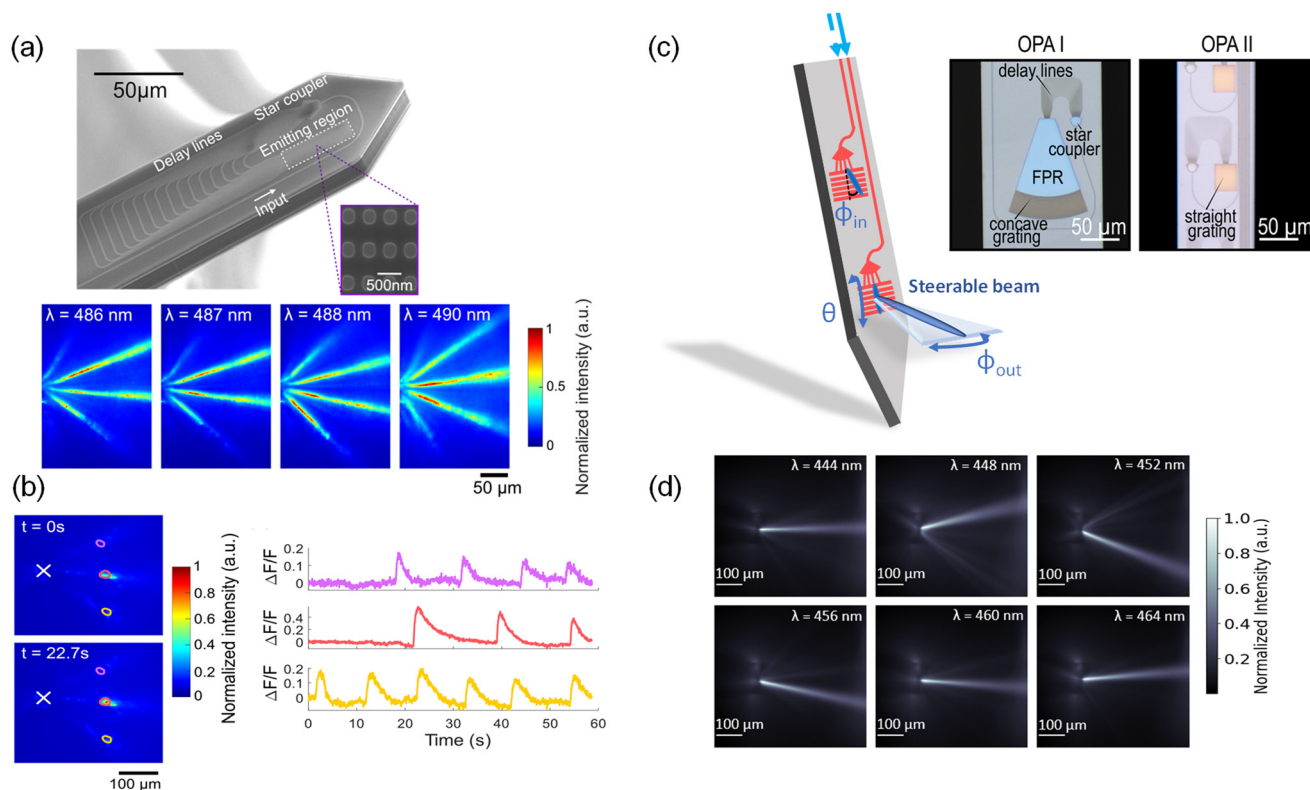 (a)
50µm
Delay lines
Star coupler
Emitting region
Input
500nm
λ = 486 nm
λ = 487 nm
λ = 488 nm
λ = 490 nm
1
0.5
0
Normalized intensity (a.u.)
50 µm
(b)
t = 0s
t = 22.7s
1
0.8
0.6
0.4
0.2
0
Normalized intensity (a.u.)
100 µm
ΔF/F
0.2
0.1
0
ΔF/F
0.4
0.2
0
ΔF/F
0.2
0.1
0
0 10 20 30 40 50 60
Time (s)
(c)
ϕin
θ
Steerable beam
ϕout
OPA I
delay lines
star
coupler
FPR
concave
grating
50 µm
OPA II
straight
grating
50 µm
(d)
λ = 444 nm
100 µm
λ = 448 nm
100 µm
λ = 452 nm
100 µm
λ = 456 nm
100 µm
λ = 460 nm
100 µm
λ = 464 nm
100 µm
1.0
0.8
0.6
0.4
0.2
Normalized Intensity (a.u.)